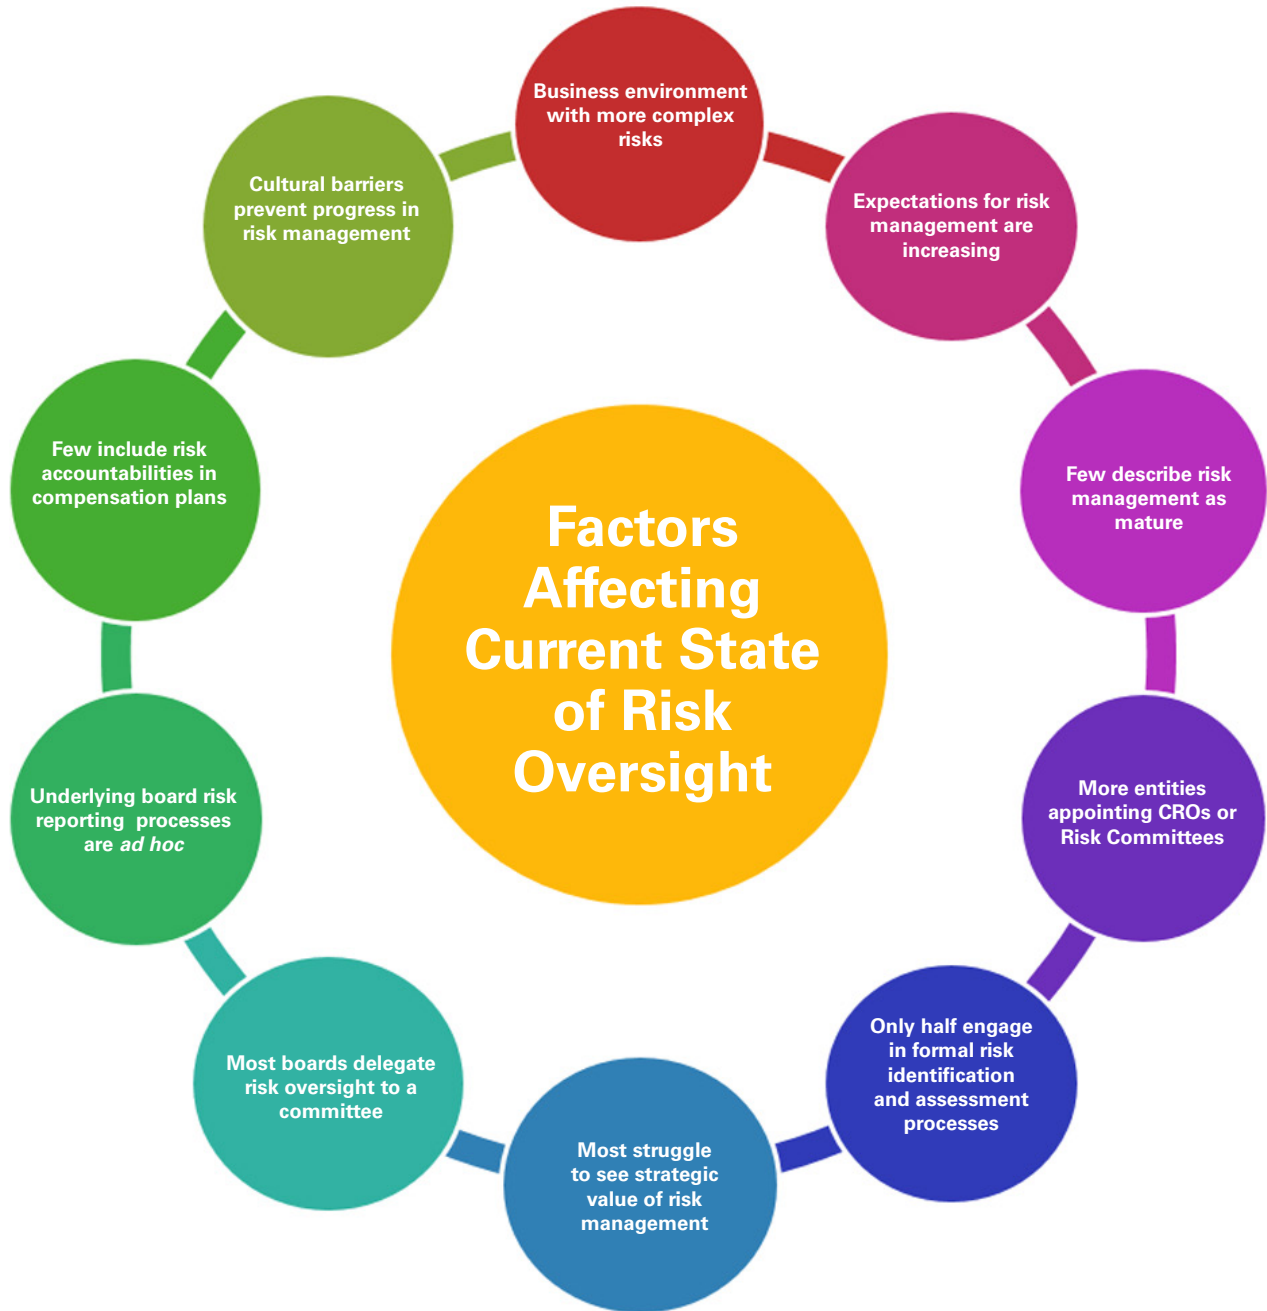 Business environment
with more complex
risks
Expectations for risk
management are
increasing
Few describe risk
management as
mature
More entities
appointing CROs or
Risk Committees
Only half engage
in formal risk
identification
and assessment
processes
Most struggle
to see strategic
value of risk
management
Most boards delegate
risk oversight to a
committee
Underlying board risk
reporting processes
are ad hoc
Few include risk
accountabilities in
compensation plans
Cultural barriers
prevent progress in
risk management
Factors
Affecting
Current State
of Risk
Oversight